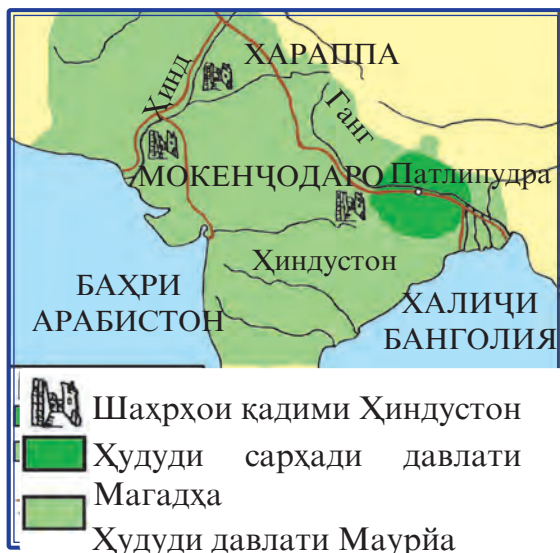 ХАРАППА
Ҳинд
Ганг
МОКЕНҶОДАРО
Патлипудра
Ҳиндустон
БАҲРИ
АРАБИСТОН
ХАЛИҶИ
БАНГОЛИЯ
Шаҳрҳои қадими Ҳиндустон
Ҳудуди сарҳади давлати
Магадҳа
Ҳудуди давлати Маурйа